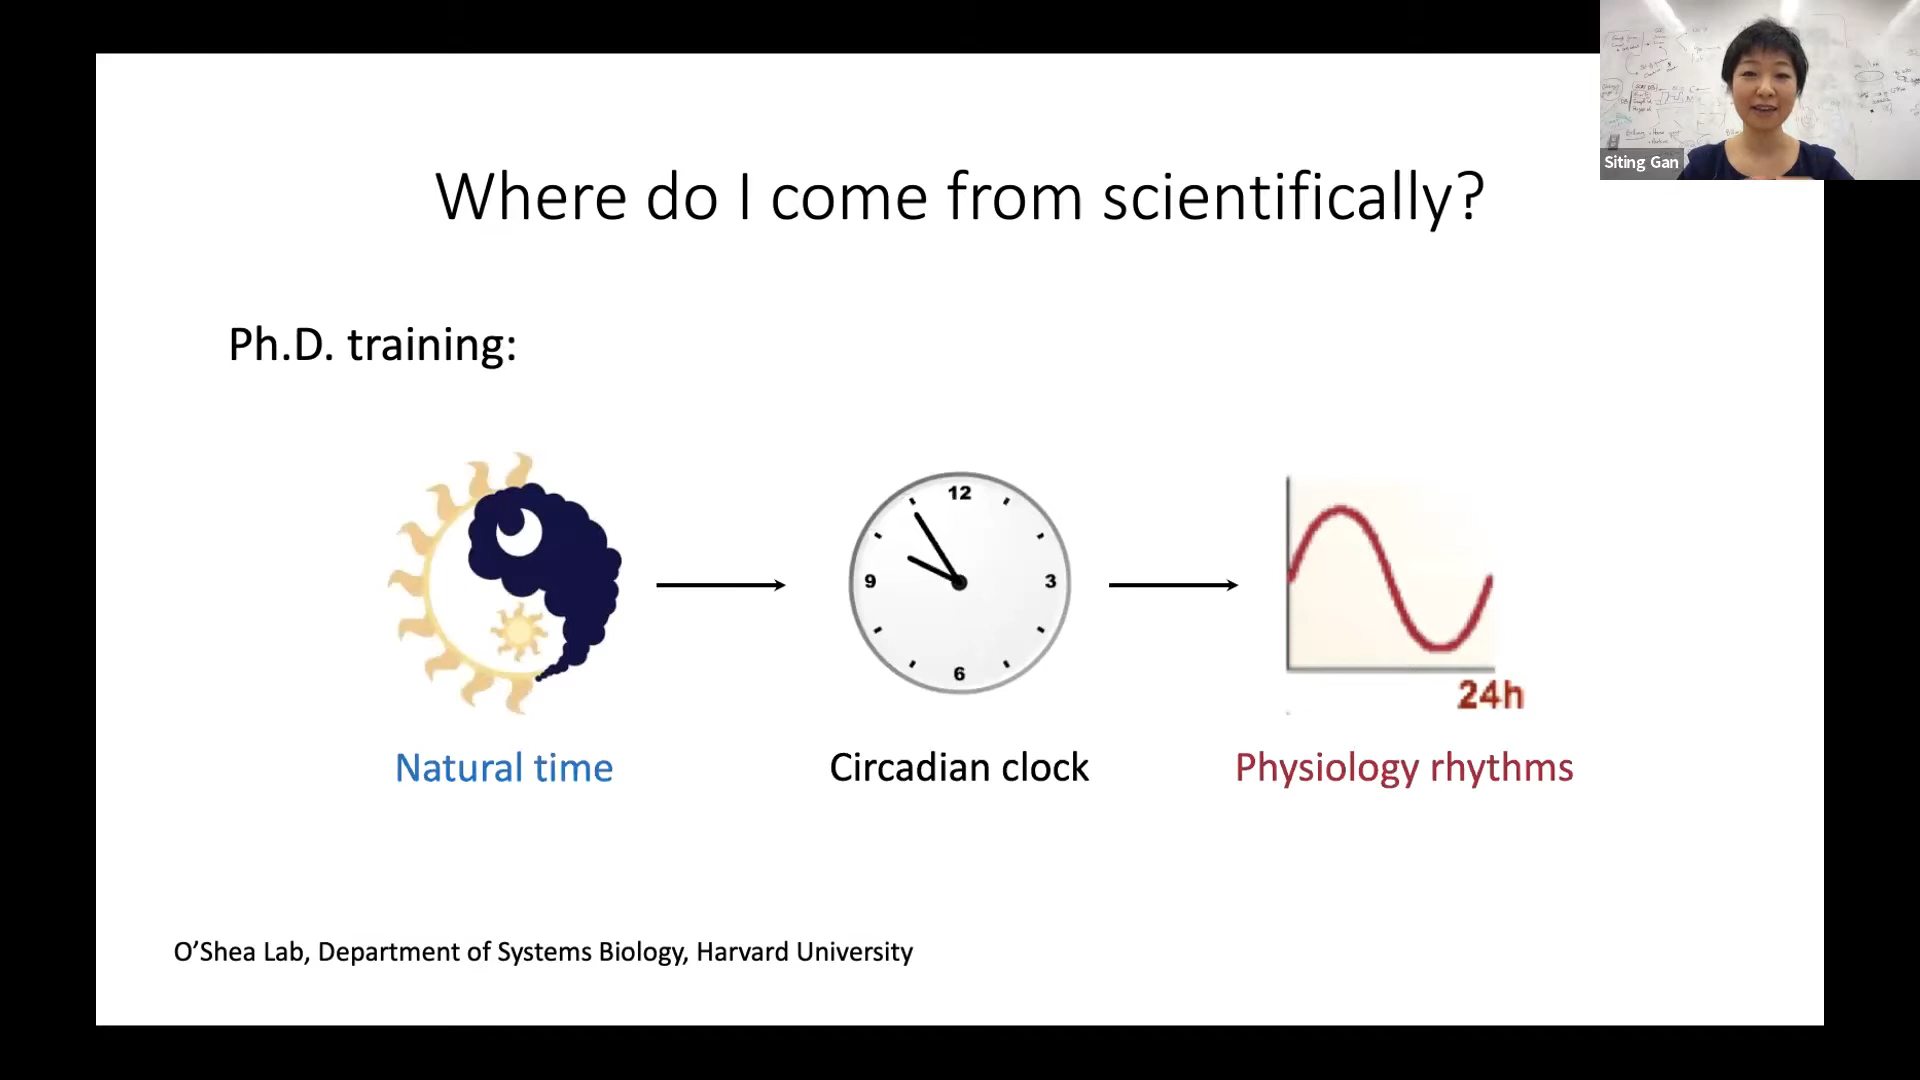 Where do I come from scientifically?
Siting Gan
Ph.D. training:
12
9
3
6
24h
Natural time
Circadian clock
Physiology rhythms
O’Shea Lab, Department of Systems Biology, Harvard University